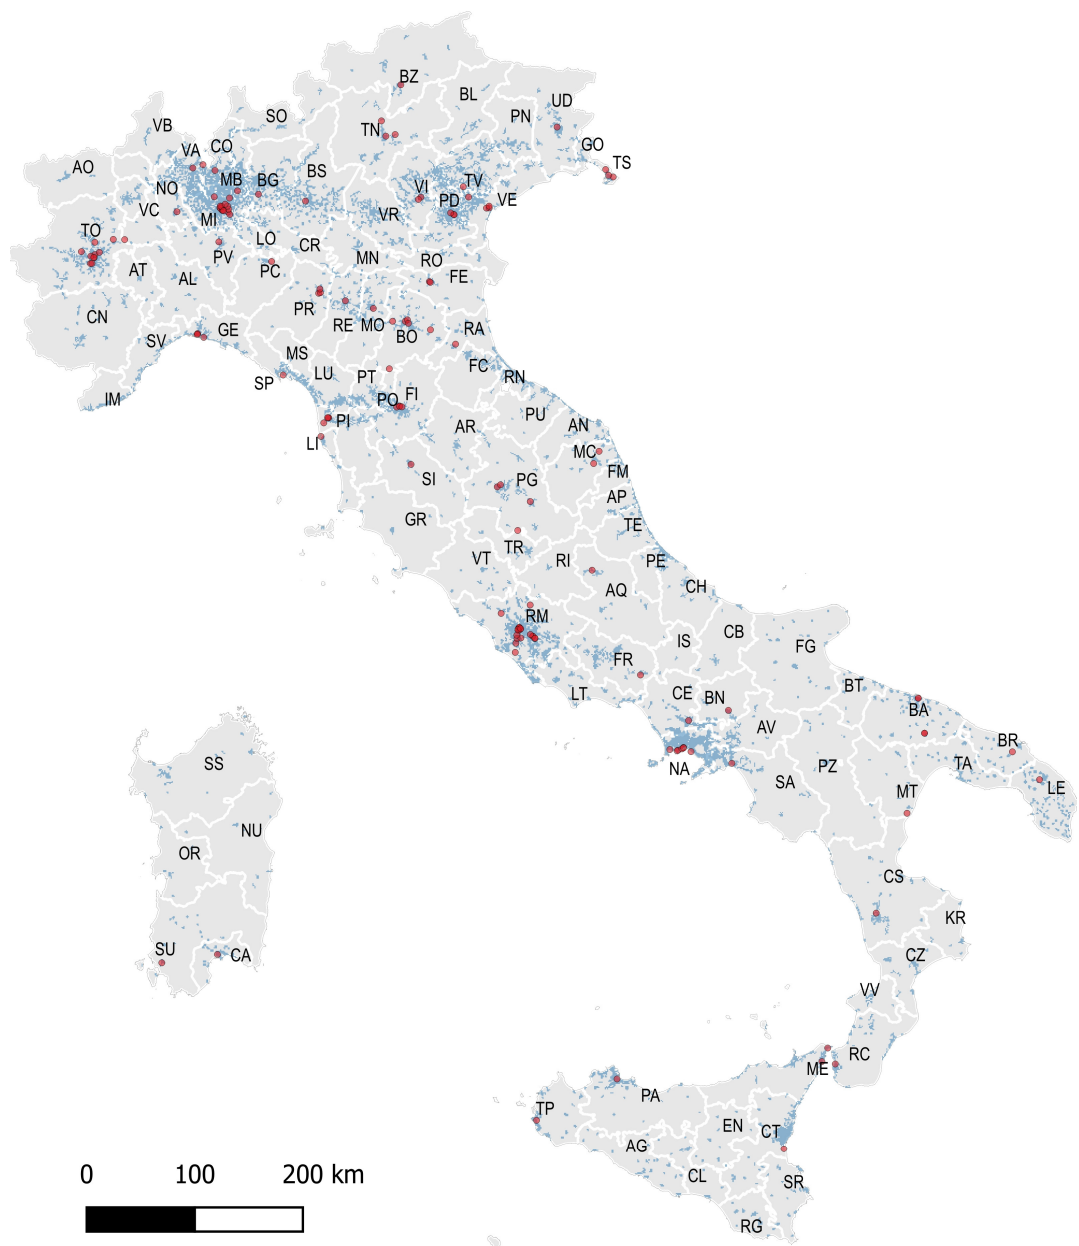 BZ
BL
UD
PN
SO
TN
VB
GO
CO
VA
TS
AO
BS
MB
BG
TV
NO
VI
PD
VE
VC
MI
VR
TO
LO
CR
PV
MN
RO
PC
AT
FE
AL
PR
CN
RE
MO
RA
GE
BO
SV
MS
FC
LU
PT
RN
SP
IM
PO
FI
PU
PI
AR
AN
LI
MC
FM
SI
PG
AP
GR
TE
TR
VT
RI
PE
AQ
CH
RM
CB
IS
FG
FR
BT
LT
CE
BN
BA
AV
BR
SS
PZ
TA
NA
SA
LE
MT
NU
OR
CS
KR
SU
CA
CZ
VV
RC
ME
PA
TP
EN
CT
AG
CL
SR
RG
0 100 200 km